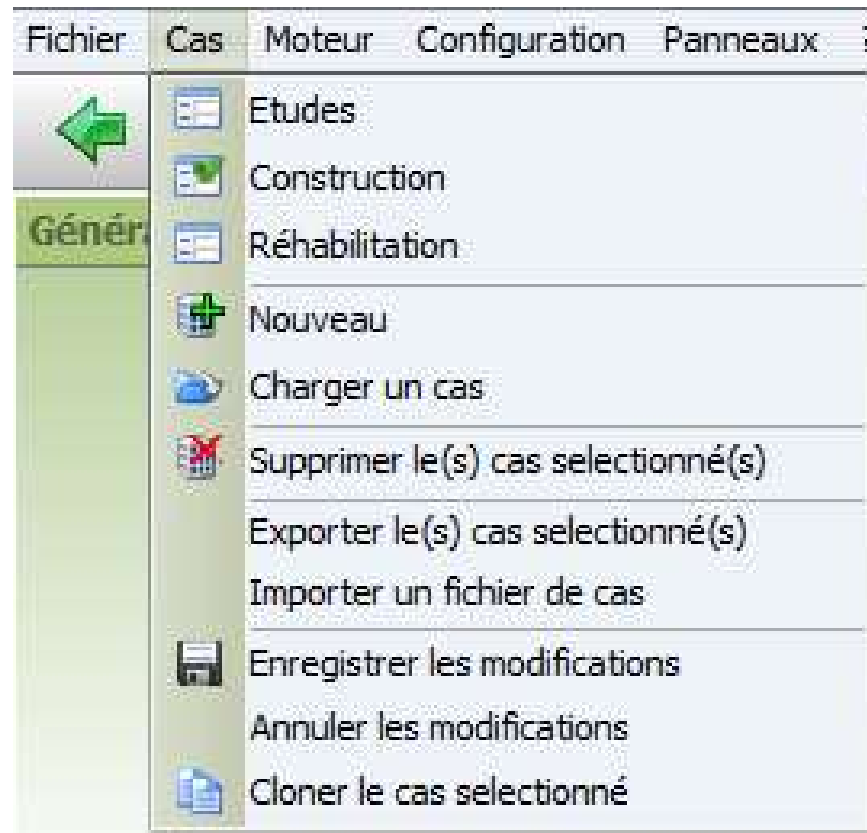 Fichier Cas Moteur Configuration Panneaux
Etudes
Construction
Génér
Réhabilitation
Nouveau
Charger un cas
Supprimer le(s) cas selectionné(s)
Exporter le(s) cas selectionné(s)
Importer un fichier de cas
Enregistrer les modifications
Annuler les modifications
Cloner le cas selectionné